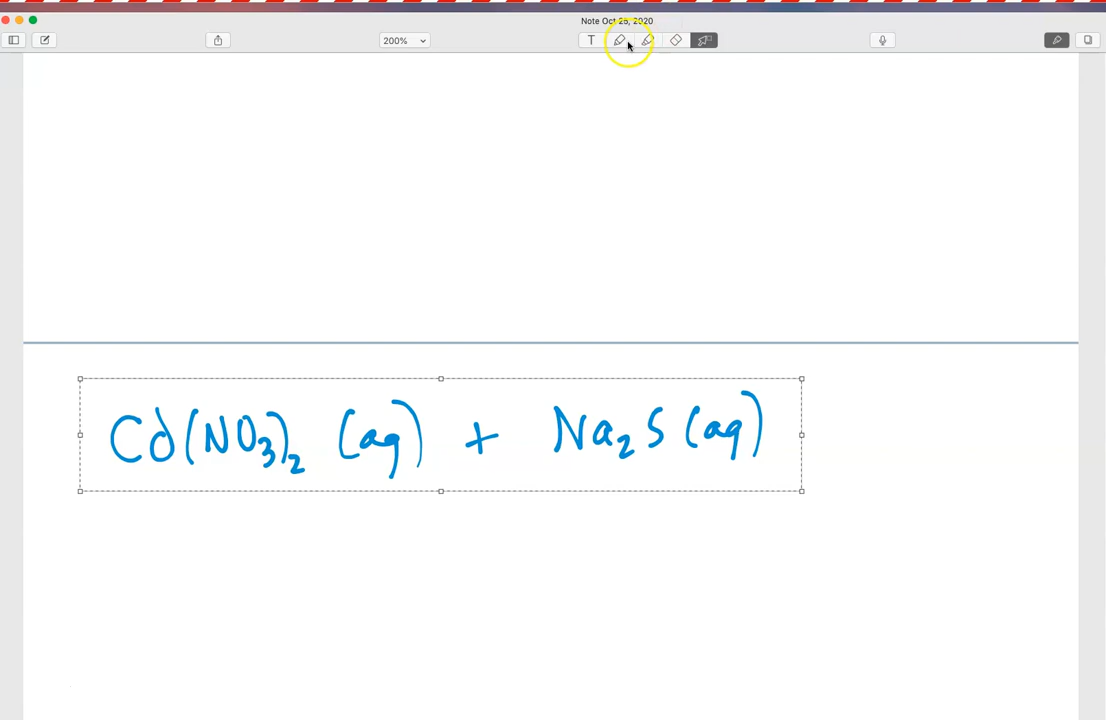 Note Oct 26, 2020
200% T
Cd(NO₃)₂ (aq) + Na₂S (aq)